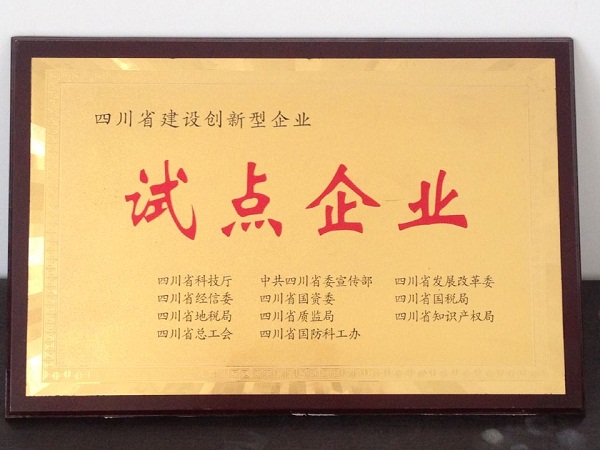 四川省建设创新型企业
试点企业
四川省科技厅 中共四川省委宣传部 四川省发展改革委
四川省经信委 四川省国资委 四川省国税局
四川省地税局 四川省质监局 四川省知识产权局
四川省总工会 四川省国防科工办